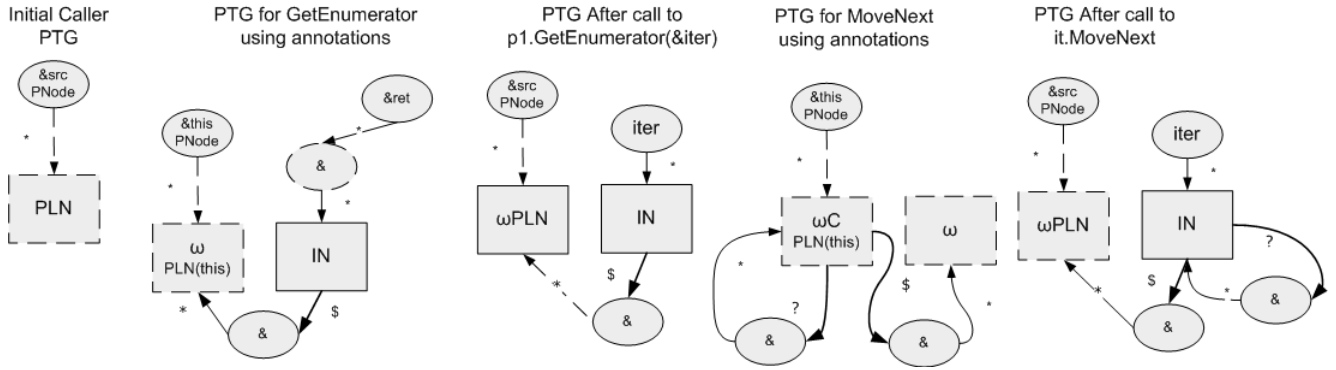 Initial Caller
PTG
&src
PNode
*
PLN
PTG for GetEnumerator
using annotations
&ret
*
&this
PNode
&
*
*
ω
PLN(this)
IN
*
$
&
PTG After call to
p1.GetEnumerator(&iter)
&src
PNode
iter
*
*
ωPLN
IN
$
*
&
PTG for MoveNext
using annotations
&this
PNode
*
ωC
PLN(this)
ω
*
?
$
*
&
&
PTG After call to
it.MoveNext
&src
PNode
iter
*
*
ωPLN
IN
?
$
*
*
&
&